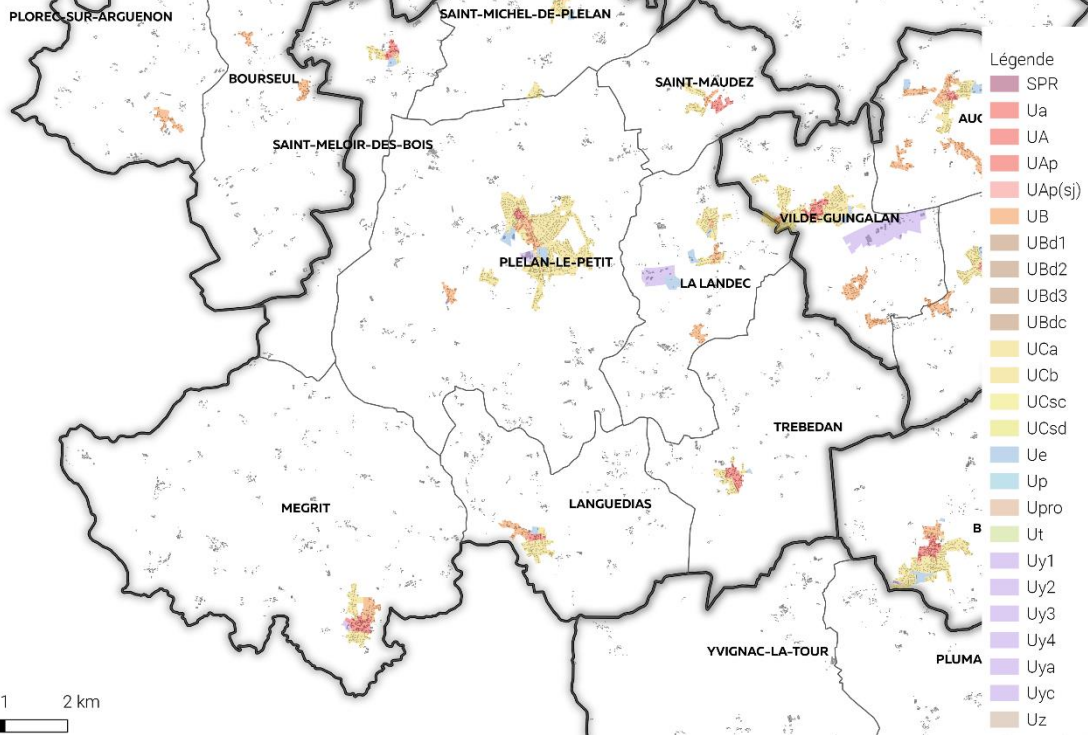 PLOREC-SUR-ARGUENON
SAINT-MICHEL-DE-PLELAN
BOURSEUL
SAINT-MAUDEZ
AUC
SAINT-MELOIR-DES-BOIS
VILDE-GUINGALAN
PLELAN-LE-PETIT
LA LANDEC
TREBEDAN
MEGRIT
LANGUEDIAS
B
YVIGNAC-LA-TOUR
PLUMA
1 2 km
Légende
SPR
Ua
UA
UAp
UAp(sj)
UB
UBd1
UBd2
UBd3
UBdc
UCa
UCb
UCsc
UCsd
Ue
Up
Upro
Ut
Uy1
Uy2
Uy3
Uy4
Uya
Uyc
Uz